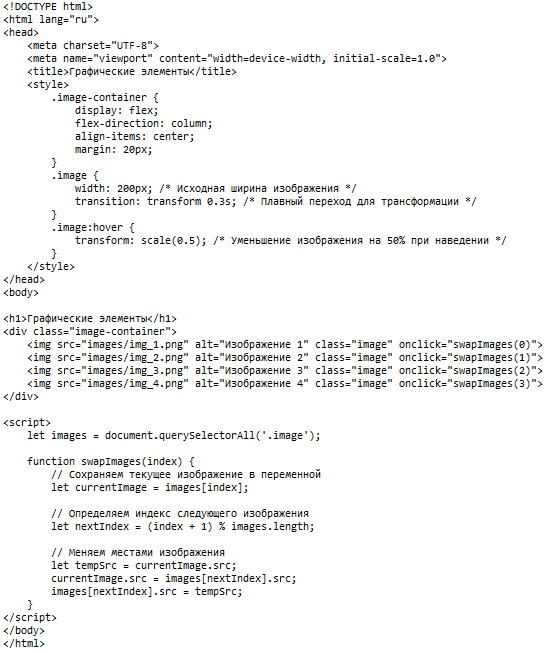 <!DOCTYPE html>
<html lang="ru">
<head>
    <meta charset="UTF-8">
    <meta name="viewport" content="width=device-width, initial-scale=1.0">
    <title>Графические элементы</title>
    <style>
        .image-container {
            display: flex;
            flex-direction: column;
            align-items: center;
            margin: 20px;
        }
        .image {
            width: 200px; /* Исходная ширина изображения */
            transition: transform 0.3s; /* Плавный переход для трансформации */
        }
        .image:hover {
            transform: scale(0.5); /* Уменьшение изображения на 50% при наведении */
        }
    </style>
</head>
<body>

<h1>Графические элементы</h1>
<div class="image-container">
    <img src="images/img_1.png" alt="Изображение 1" class="image" onclick="swapImages(0)">
    <img src="images/img_2.png" alt="Изображение 2" class="image" onclick="swapImages(1)">
    <img src="images/img_3.png" alt="Изображение 3" class="image" onclick="swapImages(2)">
    <img src="images/img_4.png" alt="Изображение 4" class="image" onclick="swapImages(3)">
</div>

<script>
    let images = document.querySelectorAll('.image');

    function swapImages(index) {
        // Сохраняем текущее изображение в переменной
        let currentImage = images[index];

        // Определяем индекс следующего изображения
        let nextIndex = (index + 1) % images.length;

        // Меняем местами изображения
        let tempSrc = currentImage.src;
        currentImage.src = images[nextIndex].src;
        images[nextIndex].src = tempSrc;
    }
</script>
</body>
</html>